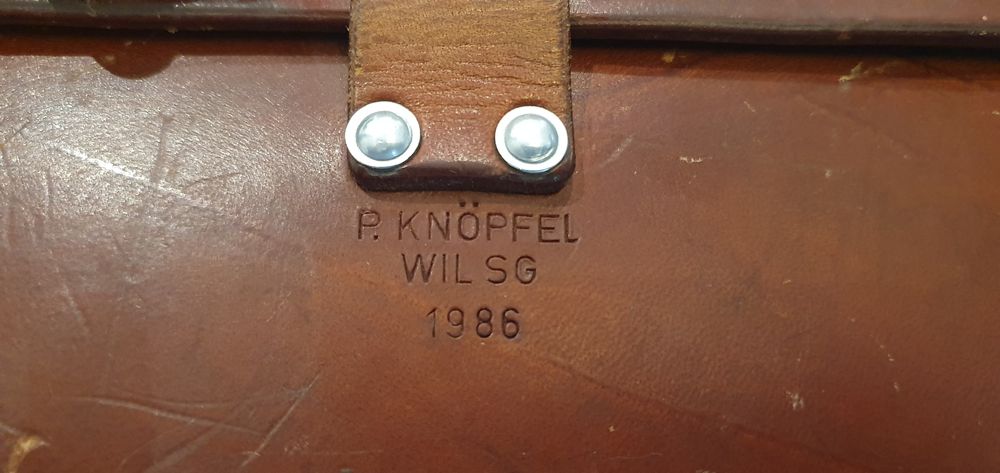 P. KNÖPFEL
WIL SG
1986